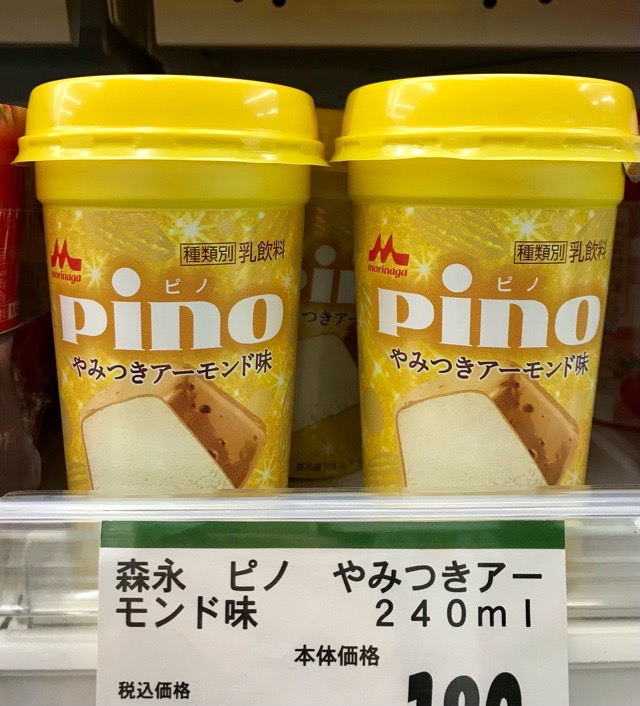 morinaga
種類別 乳飲料
ピノ
pino
やみつきアーモンド味
morinaga
種類別 乳飲料
ピノ
pino
やみつきアーモンド味
森永 ピノ やみつきアー
モンド味 240ml
本体価格
税込価格